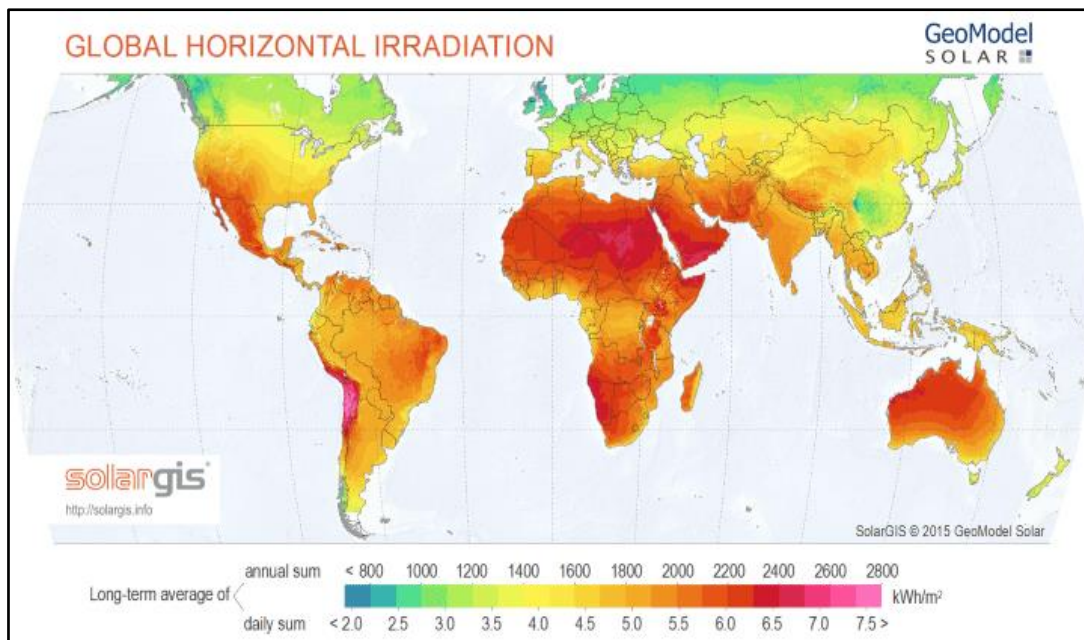 GLOBAL HORIZONTAL IRRADIATION
GeoModel
SOLAR
solargis
http://solargis.info
SolarGIS © 2015 GeoModel Solar
annual sum < 800 1000 1200 1400 1600 1800 2000 2200 2400 2600 2800
Long-term average of kWh/m²
daily sum < 2.0 2.5 3.0 3.5 4.0 4.5 5.0 5.5 6.0 6.5 7.0 7.5 >